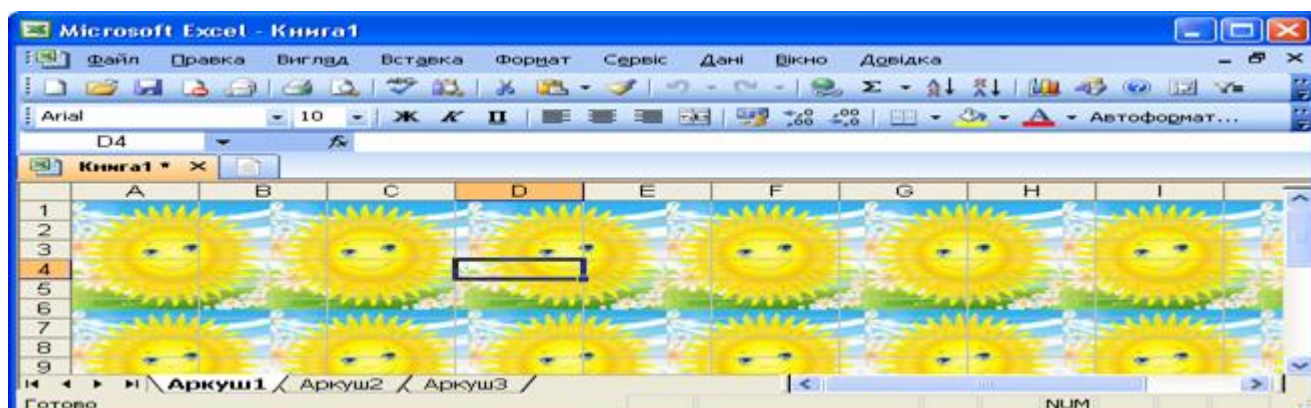 Microsoft Excel - Книга1
Файл Правка Вигляд Вставка Формат Сервіс Дані Вікно Довідка
Arial 10 Ж К П Автоформат...
D4 fx
Книга1 *
A B C D E F G H I
1
2
3
4
5
6
7
8
9
Аркуш1 Аркуш2 Аркуш3
Готово NUM